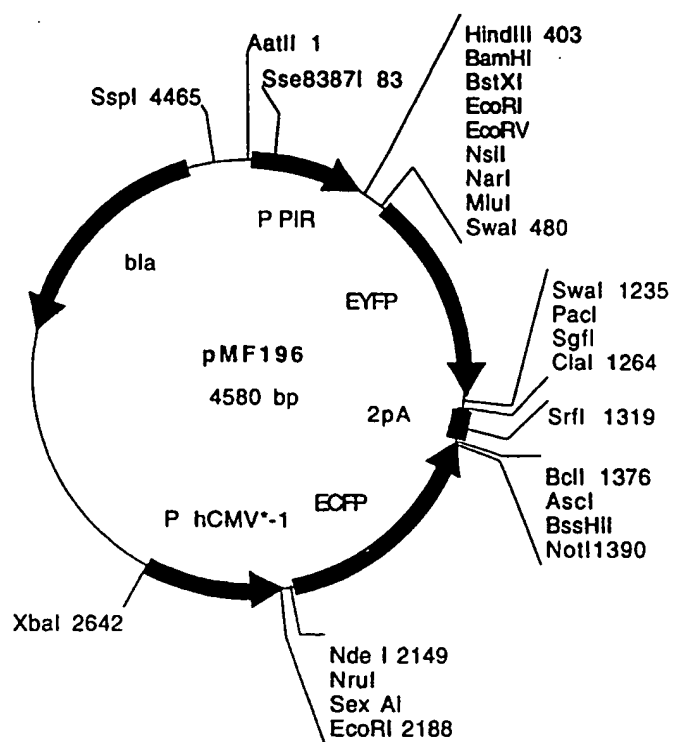 AatII 1
Sse8387I 83
SspI 4465
HindIII 403
BamHI
BstXI
EcoRI
EcoRV
NsiI
NarI
MluI
SwaI 480
P PIR
bla
EYFP
SwaI 1235
PacI
SgfI
ClaI 1264
pMF196
4580 bp
2pA
SrfI 1319
BclI 1376
AscI
BssHII
NotI1390
P hCMV*-1
ECFP
XbaI 2642
Nde I 2149
NruI
Sex AI
EcoRI 2188